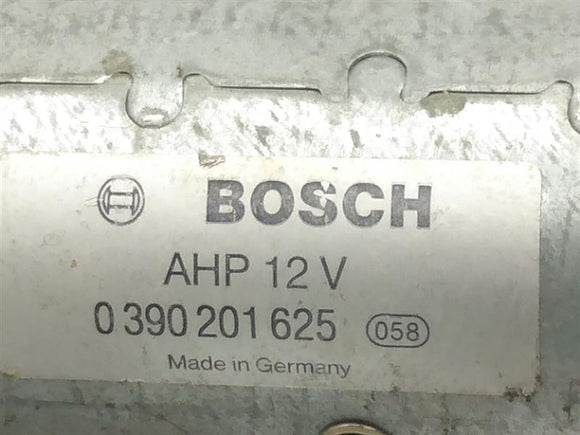 BOSCH
AHP 12 V
0 390 201 625 058
Made in Germany